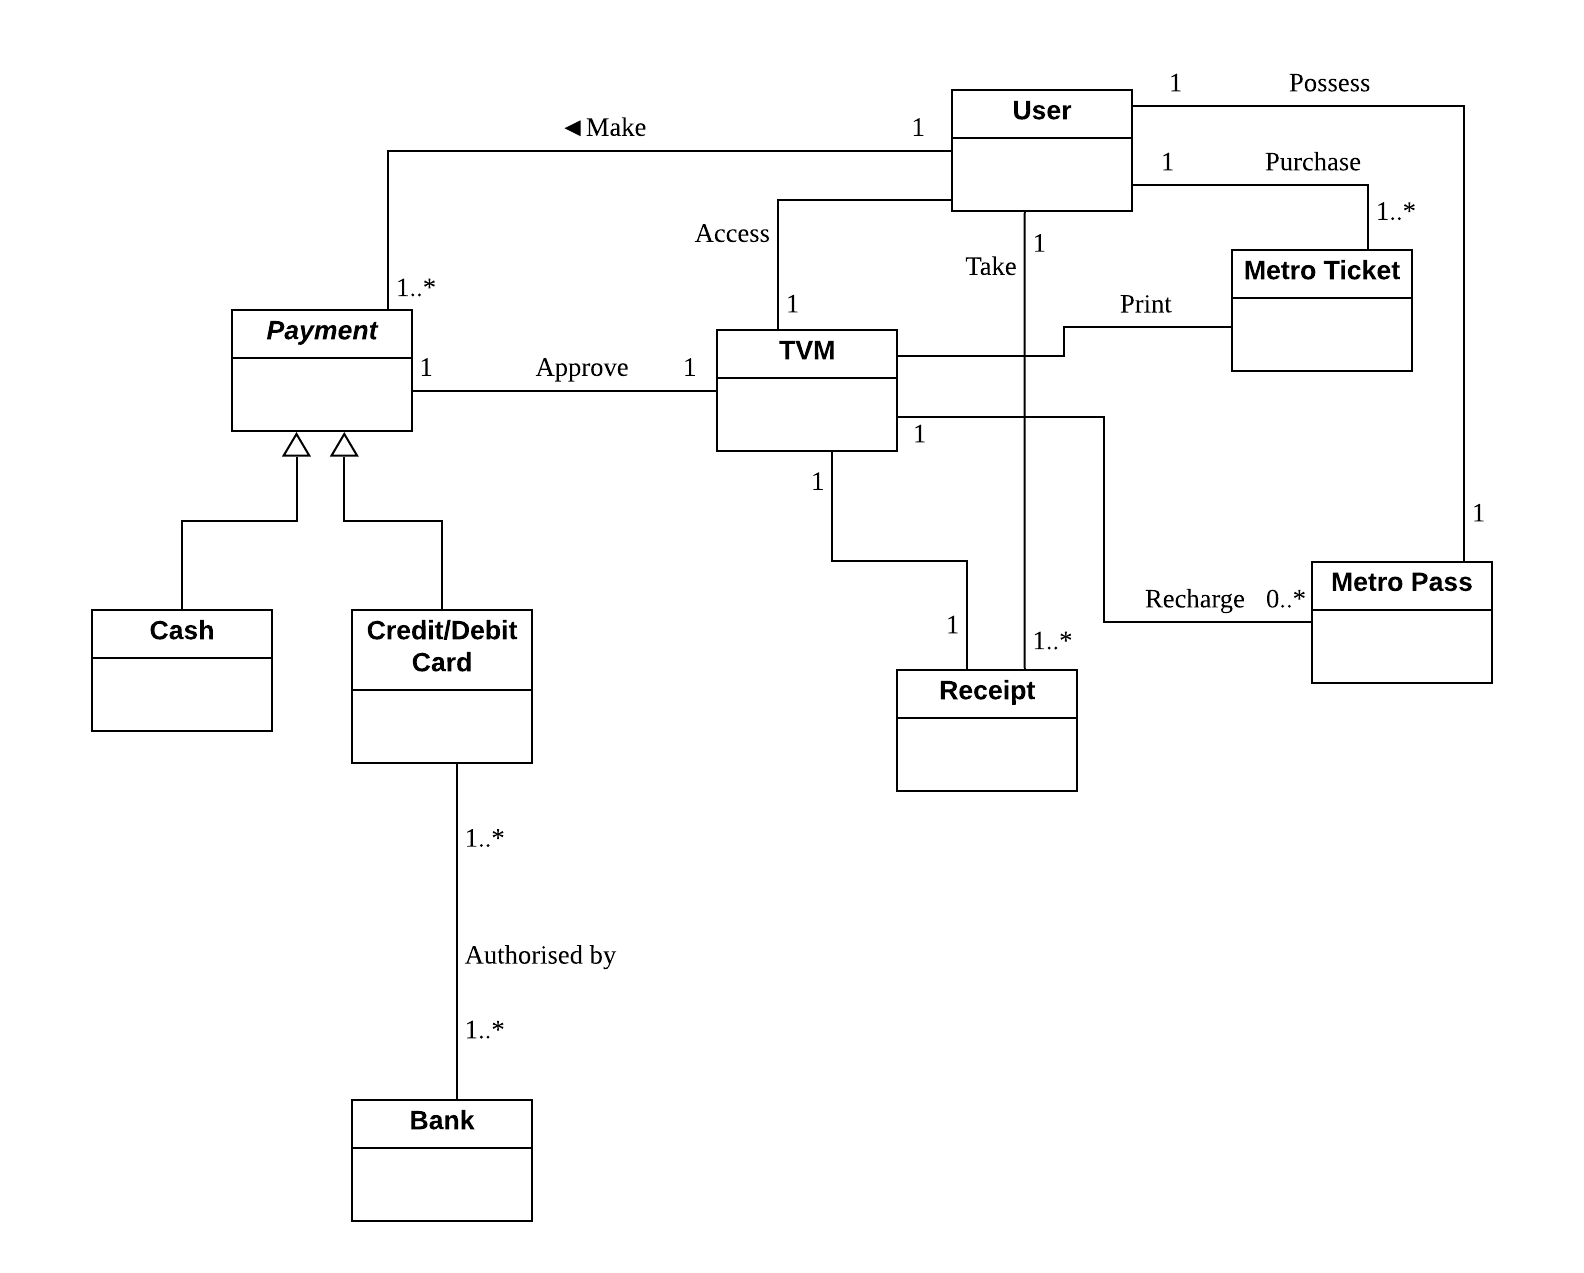 1
Possess
User
◄ Make
1
1
Purchase
1..*
Access
1
Take
Metro Ticket
1..*
1
Print
Payment
TVM
1
Approve
1
1
1
1
Recharge
0..*
Metro Pass
Cash
Credit/Debit
Card
1
1..*
Receipt
1..*
Authorised by
1..*
Bank